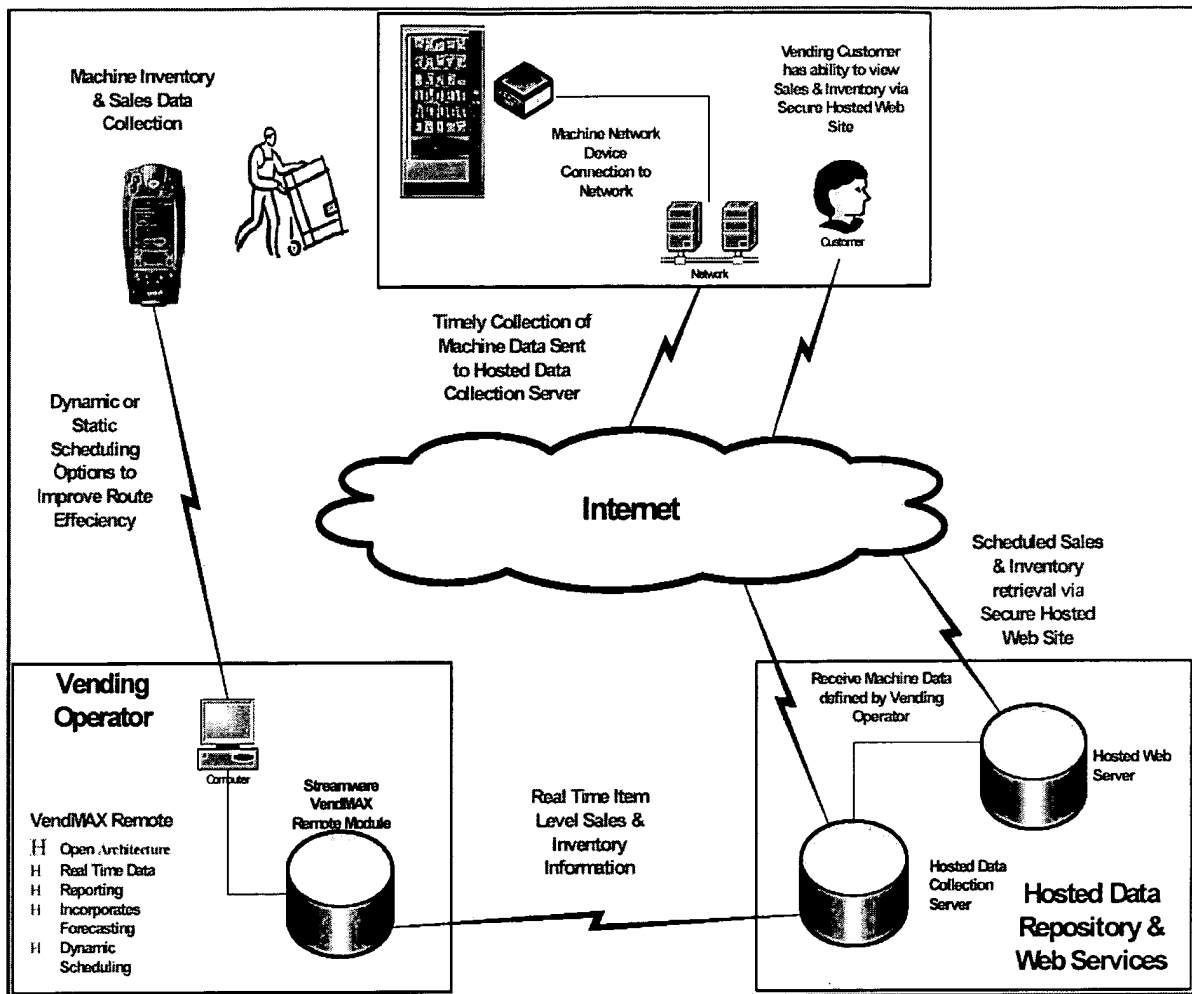 Machine Inventory
& Sales Data
Collection
Vending Customer
has ability to view
Sales & Inventory via
Secure Hosted Web
Site
Machine Network
Device
Connection to
Network
Customer
Network
Timely Collection of
Machine Data Sent
to Hosted Data
Collection Server
Dynamic or
Static
Scheduling
Options to
Improve Route
Effeciency
Internet
Scheduled Sales
& Inventory
retrieval via
Secure Hosted
Web Site
Vending
Operator
Computer
Streamware
VendMAX
Remote Module
VendMAX Remote
H Open Architecture
H Real Time Data
H Reporting
H Incorporates
Forecasting
H Dynamic
Scheduling
Real Time Item
Level Sales &
Inventory
Information
Receive Machine Data
defined by Vending
Operator
Hosted Web
Server
Hosted Data
Collection
Server
Hosted Data
Repository &
Web Services